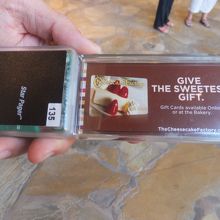 Star Pager
135
GIVE
THE SWEETEST
GIFT.
Gift Cards available Online
or at the Bakery.
TheCheesecakeFactory.